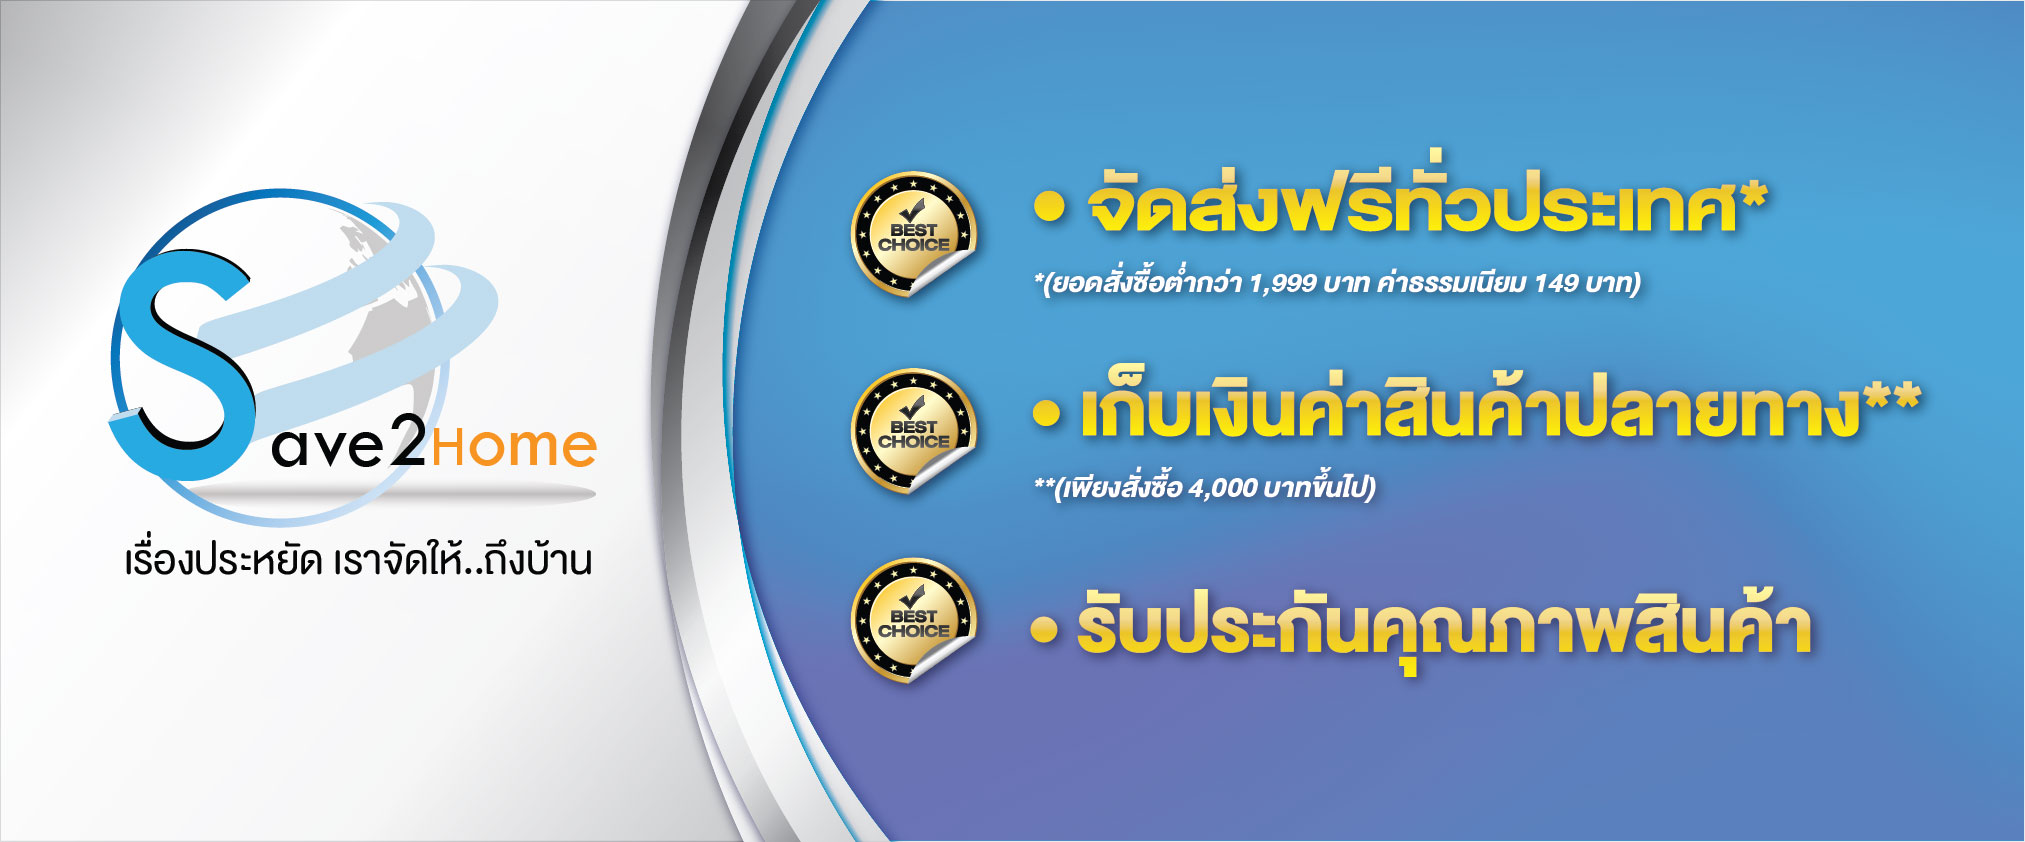 Save2Home
เรื่องประหยัด เราจัดให้..ถึงบ้าน
BEST
CHOICE
• จัดส่งฟรีทั่วประเทศ*
*(ยอดสั่งซื้อต่ำกว่า 1,999 บาท ค่าธรรมเนียม 149 บาท)
BEST
CHOICE
• เก็บเงินค่าสินค้าปลายทาง**
**(เพียงสั่งซื้อ 4,000 บาทขึ้นไป)
BEST
CHOICE
• รับประกันคุณภาพสินค้า